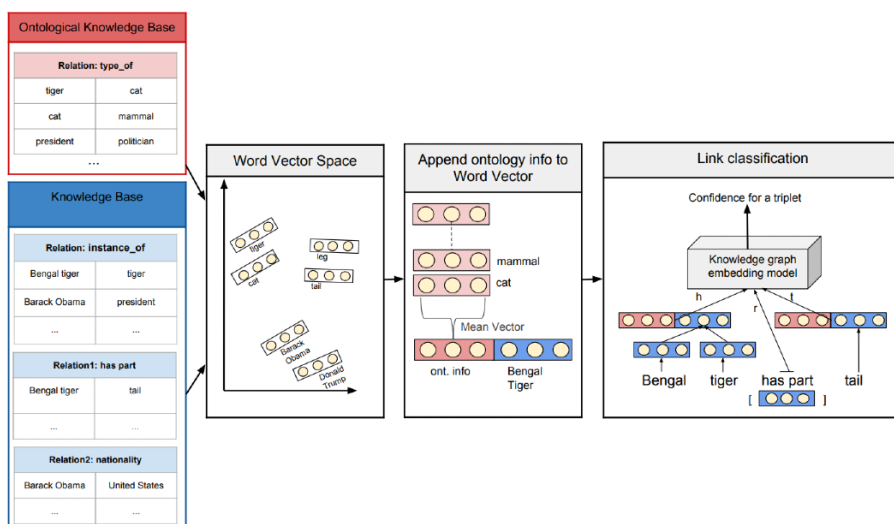 Ontological Knowledge Base
Relation: type_of
tiger cat
cat mammal
president politician
...
Knowledge Base
Relation: instance_of
Bengal tiger tiger
Barack Obama president
... ...
Relation1: has part
Bengal tiger tail
... ...
Relation2: nationality
Barack Obama United States
... ...
Word Vector Space
tiger
cat
leg
tail
Barack
Obama
Donald
Trump
Append ontology info to
Word Vector
mammal
cat
Mean Vector
ont. info Bengal
Tiger
Link classification
Confidence for a triplet
Knowledge graph
embedding model
h r t
Bengal tiger has part tail
[ ]